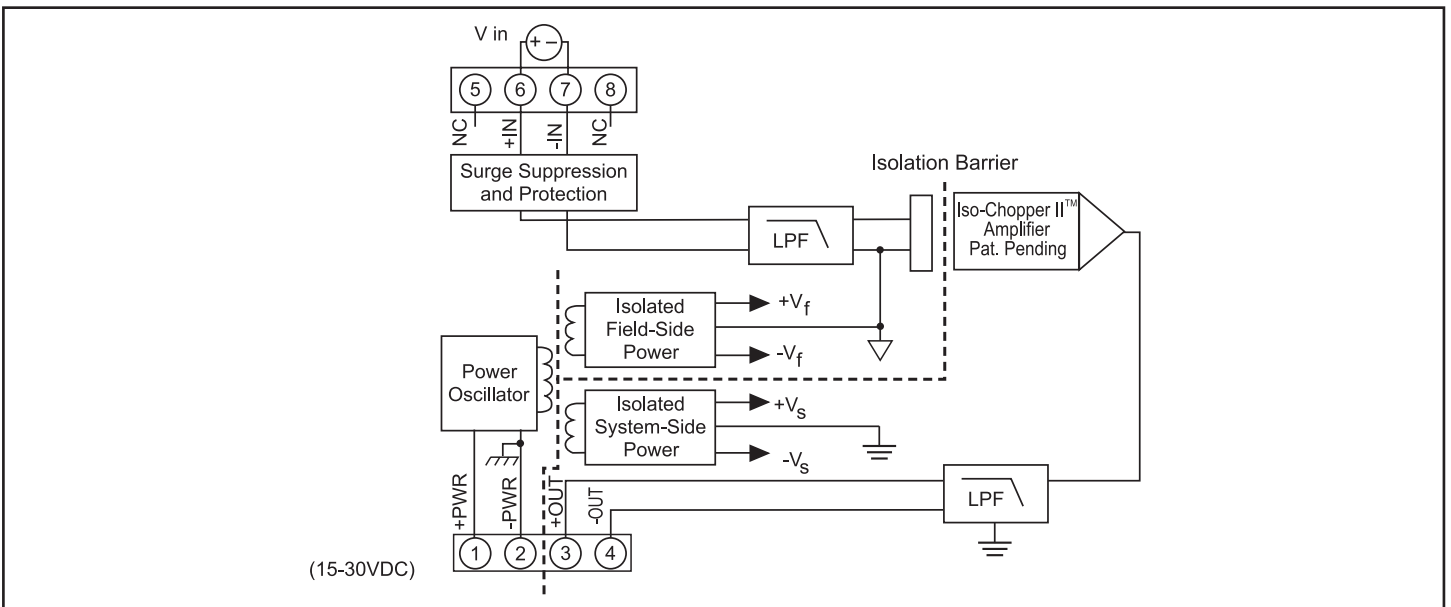 V in
+ −
5 6 7 8
NC
+IN
-IN
NC
Surge Suppression
and Protection
Isolation Barrier
LPF
Iso-Chopper II™
Amplifier
Pat. Pending
Isolated
Field-Side
Power
+Vf
-Vf
Power
Oscillator
Isolated
System-Side
Power
+Vs
-Vs
+PWR
-PWR
+OUT
-OUT
LPF
1 2 3 4
(15-30VDC)